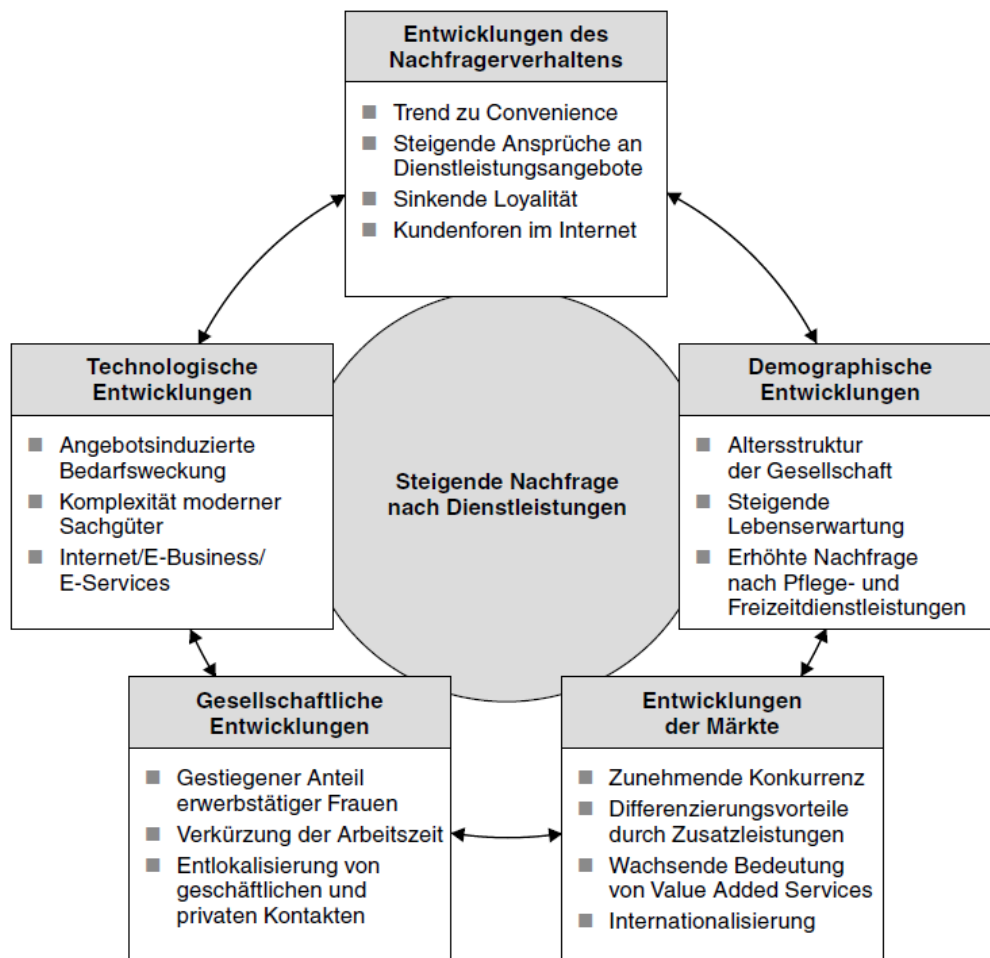 Entwicklungen des
Nachfragerverhaltens
■ Trend zu Convenience
■ Steigende Ansprüche an
Dienstleistungsangebote
■ Sinkende Loyalität
■ Kundenforen im Internet
Technologische
Entwicklungen
■ Angebotsinduzierte
Bedarfsweckung
■ Komplexität moderner
Sachgüter
■ Internet/E-Business/
E-Services
Steigende Nachfrage
nach Dienstleistungen
Demographische
Entwicklungen
■ Altersstruktur
der Gesellschaft
■ Steigende
Lebenserwartung
■ Erhöhte Nachfrage
nach Pflege- und
Freizeitdienstleistungen
Gesellschaftliche
Entwicklungen
■ Gestiegener Anteil
erwerbstätiger Frauen
■ Verkürzung der Arbeitszeit
■ Entlokalisierung von
geschäftlichen und
privaten Kontakten
Entwicklungen
der Märkte
■ Zunehmende Konkurrenz
■ Differenzierungsvorteile
durch Zusatzleistungen
■ Wachsende Bedeutung
von Value Added Services
■ Internationalisierung